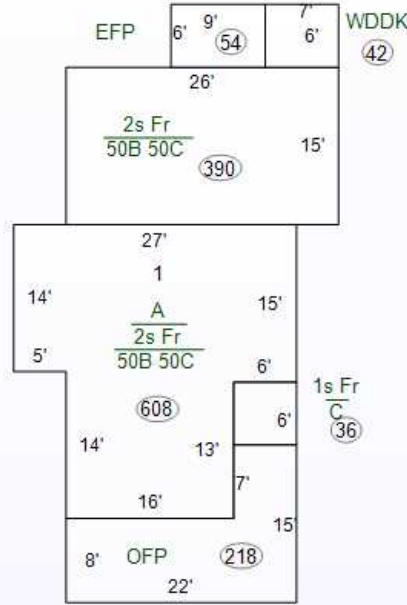 EFP 6' 9' 54 7' 6' WDDK
42
26'
2s Fr
50B 50C
15'
390
27'
1
14' 15'
A
2s Fr
50B 50C
5' 6'
1s Fr
C
608 6' 36
14' 13'
7'
16'
15'
8' OFP 218
22'